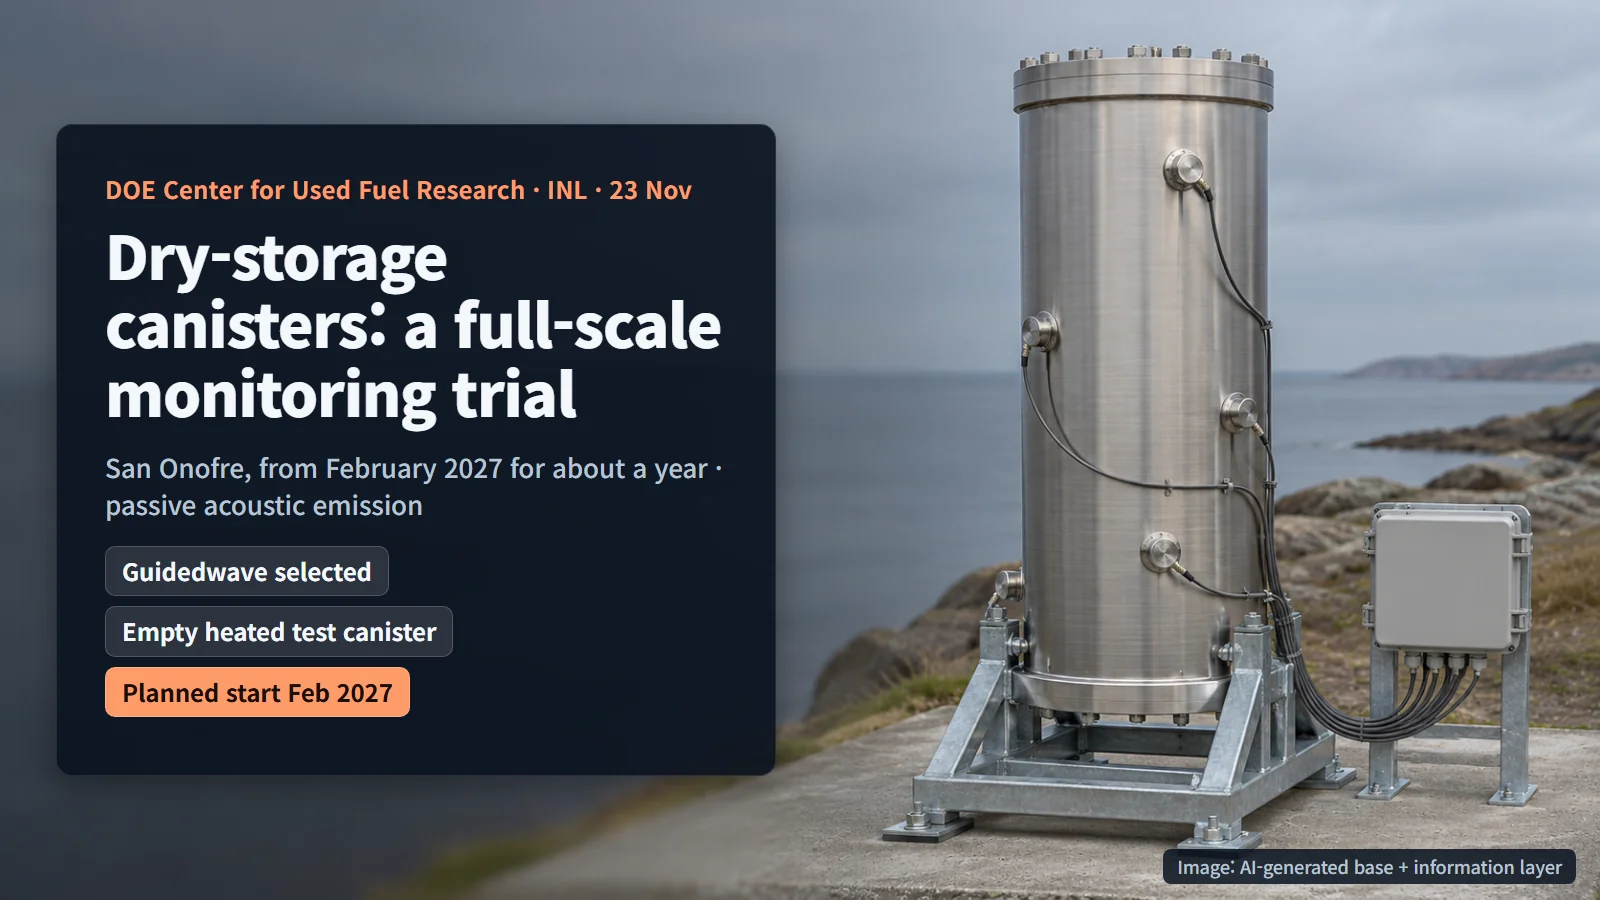 DOE Center for Used Fuel Research · INL · 23 Nov
Dry-storage
canisters: a full-scale
monitoring trial
San Onofre, from February 2027 for about a year ·
passive acoustic emission
Guidedwave selected
Empty heated test canister
Planned start Feb 2027
Image: AI-generated base + information layer